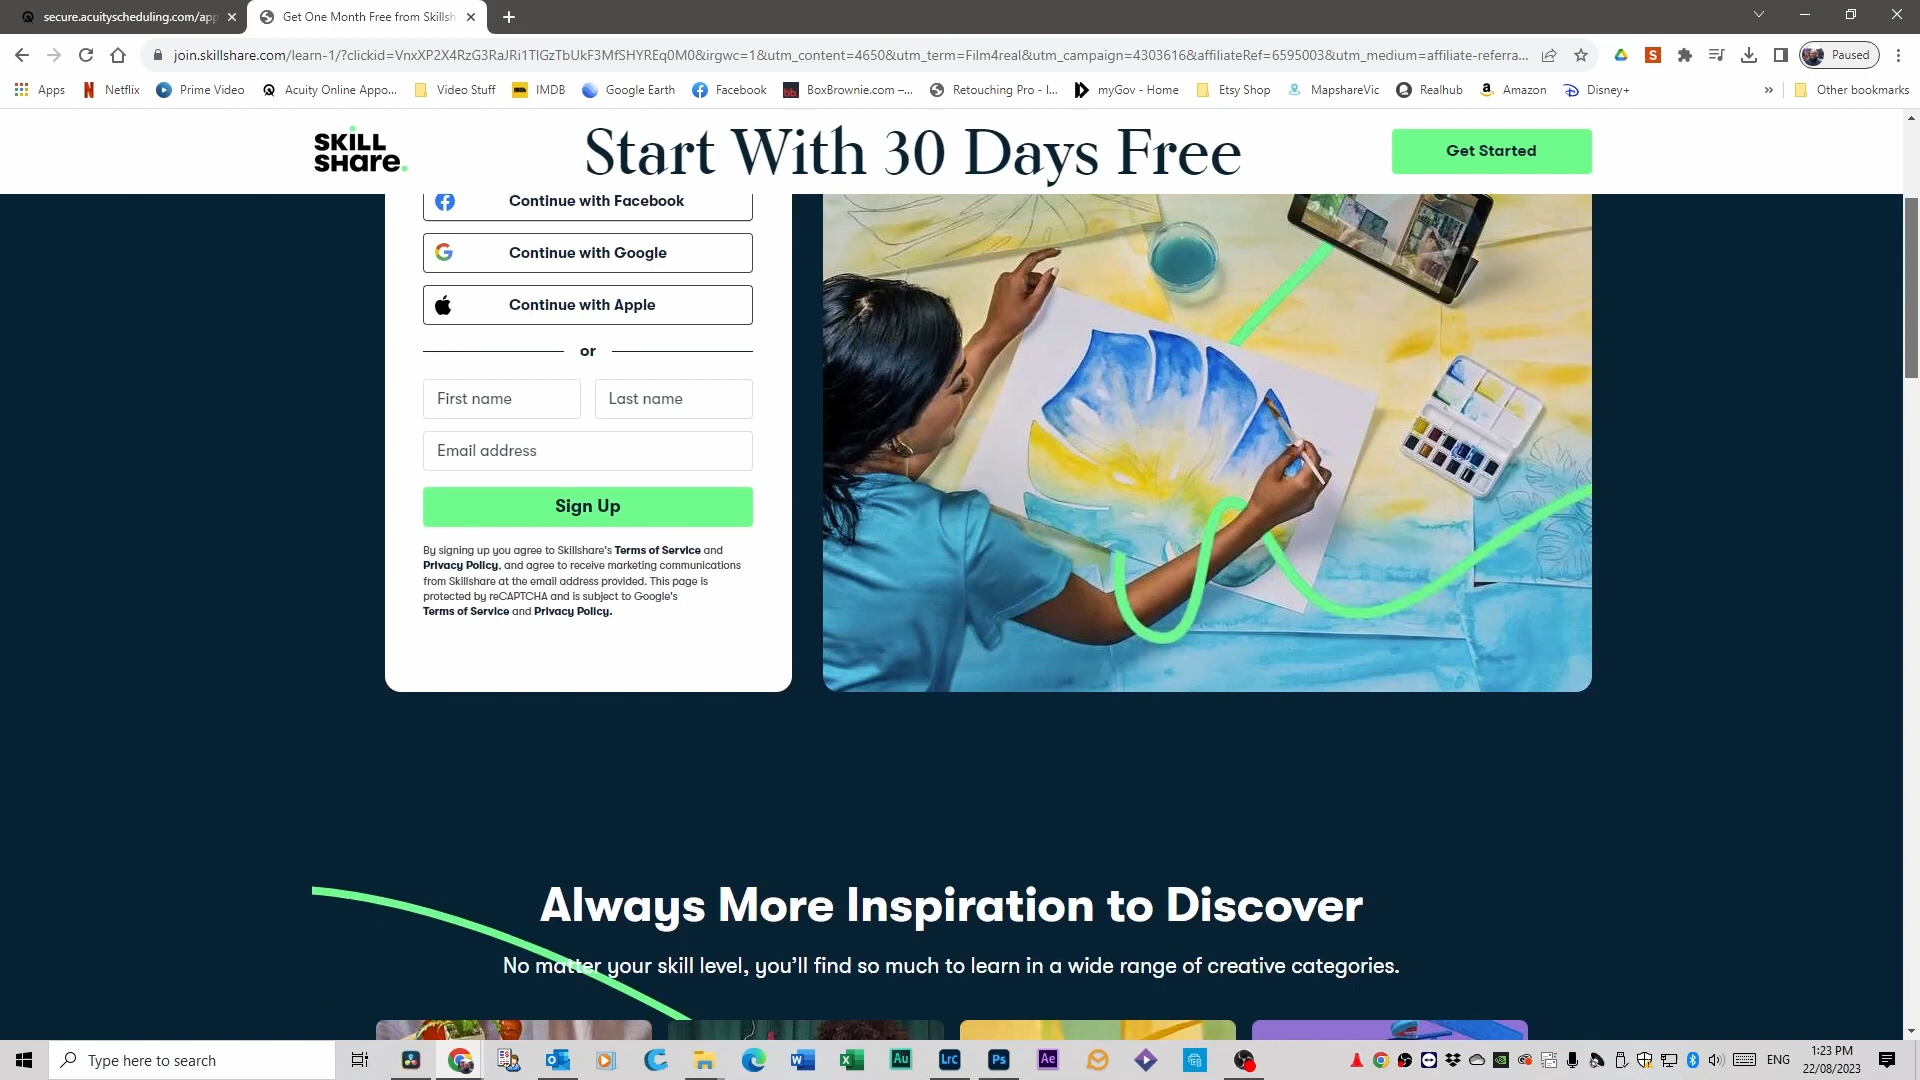 secure.acuityscheduling.com/app
Get One Month Free from Skillsh
join.skillshare.com/learn-1/?clickid=VnxXP2X4RzG3RaJRi1TlGzTbUkF3MfSHYREq0M0&irgwc=1&utm_content=4650&utm_term=Film4real&utm_campaign=4303616&affiliateRef=6595003&utm_medium=affiliate-referra...
Paused
Apps
Netflix
Prime Video
Acuity Online Appo...
Video Stuff
IMDB
Google Earth
Facebook
BoxBrownie.com –...
Retouching Pro - I...
myGov - Home
Etsy Shop
MapshareVic
Realhub
Amazon
Disney+
»
Other bookmarks
SKILL
SHare.
Start With 30 Days Free
Get Started
Continue with Facebook
Continue with Google
Continue with Apple
or
First name
Last name
Email address
Sign Up
By signing up you agree to Skillshare's Terms of Service and
Privacy Policy, and agree to receive marketing communications
from Skillshare at the email address provided. This page is
protected by reCAPTCHA and is subject to Google's
Terms of Service and Privacy Policy.
Always More Inspiration to Discover
No matter your skill level, you'll find so much to learn in a wide range of creative categories.
Type here to search
Au
Lrc
Ps
Ae
ENG
1:23 PM
22/08/2023